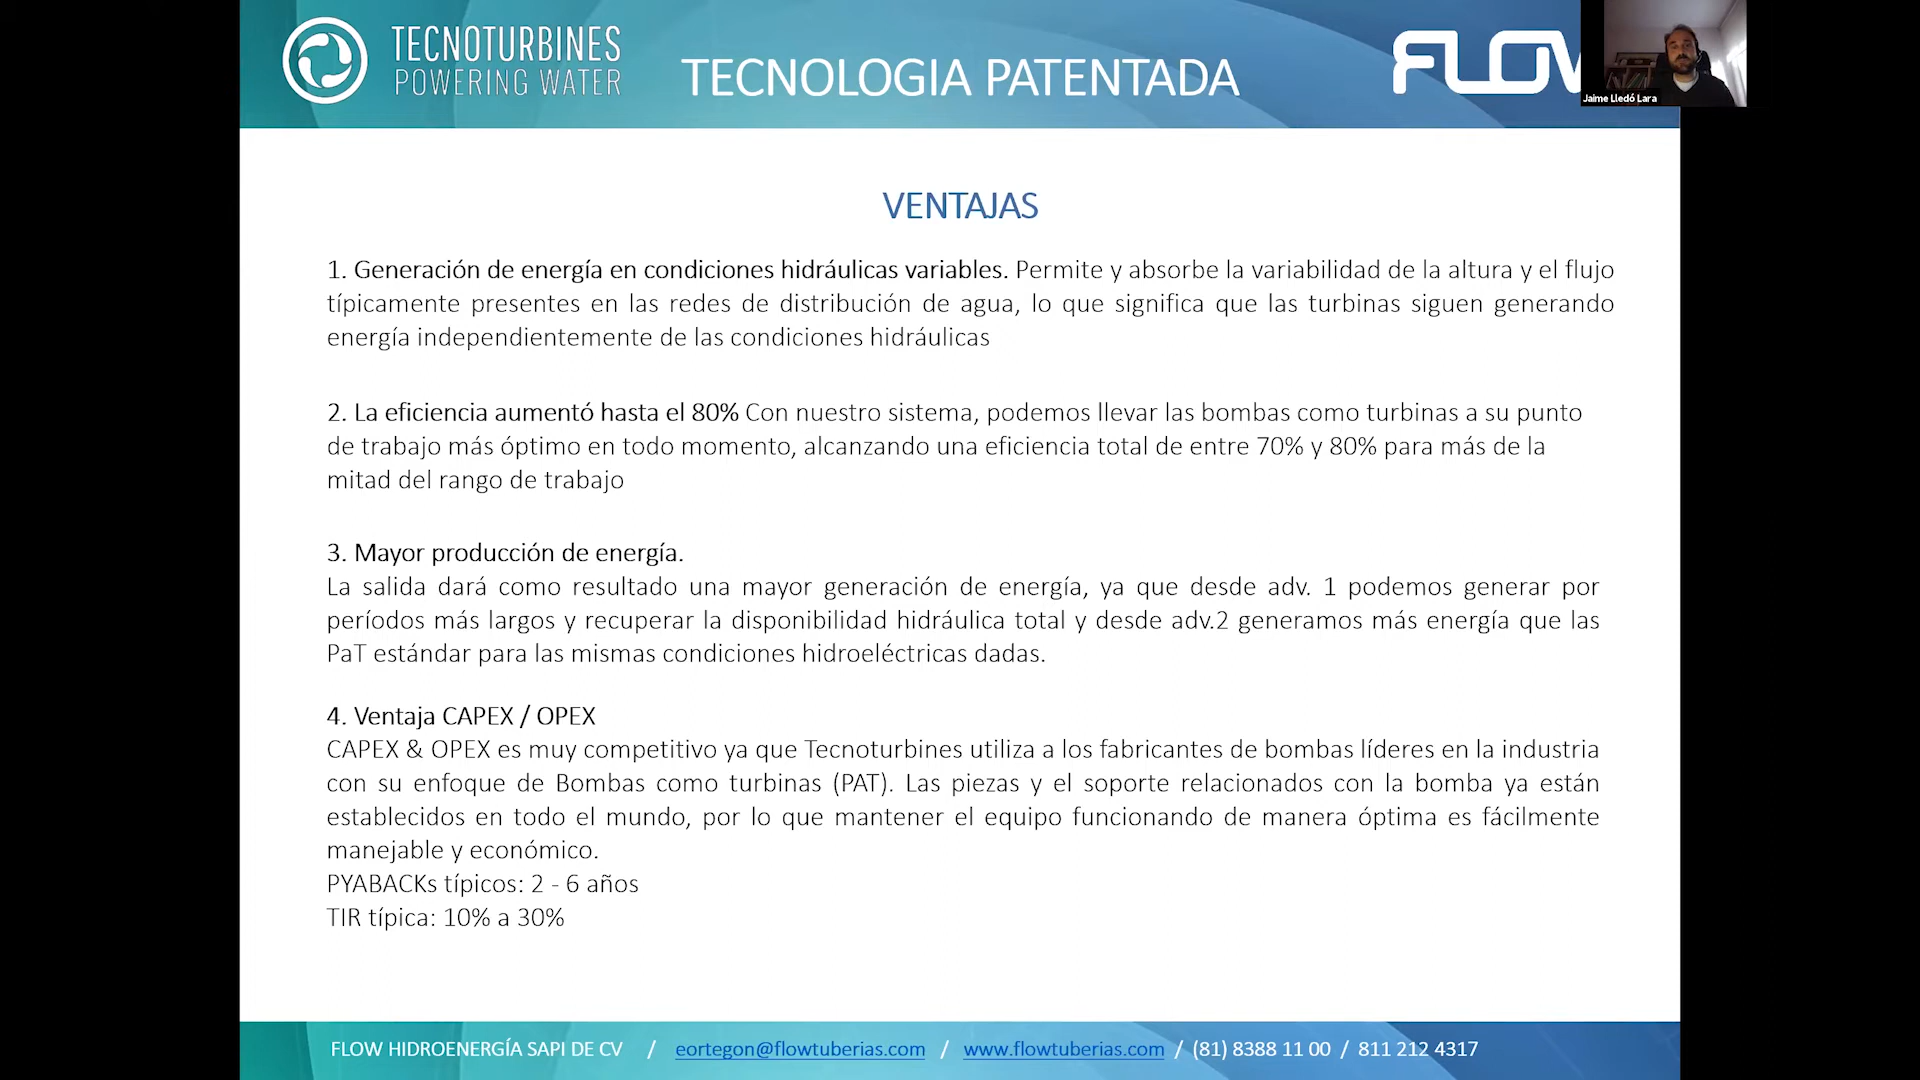 TECNOTURBINES
POWERING WATER
TECNOLOGIA PATENTADA
FLOW
Jaime Lledó Lara
VENTAJAS
1. Generación de energía en condiciones hidráulicas variables. Permite y absorbe la variabilidad de la altura y el flujo
típicamente presentes en las redes de distribución de agua, lo que significa que las turbinas siguen generando
energía independientemente de las condiciones hidráulicas
2. La eficiencia aumentó hasta el 80% Con nuestro sistema, podemos llevar las bombas como turbinas a su punto
de trabajo más óptimo en todo momento, alcanzando una eficiencia total de entre 70% y 80% para más de la
mitad del rango de trabajo
3. Mayor producción de energía.
La salida dará como resultado una mayor generación de energía, ya que desde adv. 1 podemos generar por
períodos más largos y recuperar la disponibilidad hidráulica total y desde adv.2 generamos más energía que las
PaT estándar para las mismas condiciones hidroeléctricas dadas.
4. Ventaja CAPEX / OPEX
CAPEX & OPEX es muy competitivo ya que Tecnoturbines utiliza a los fabricantes de bombas líderes en la industria
con su enfoque de Bombas como turbinas (PAT). Las piezas y el soporte relacionados con la bomba ya están
establecidos en todo el mundo, por lo que mantener el equipo funcionando de manera óptima es fácilmente
manejable y económico.
PYABACKs típicos: 2 - 6 años
TIR típica: 10% a 30%
FLOW HIDROENERGÍA SAPI DE CV / eortegon@flowtuberias.com / www.flowtuberias.com / (81) 8388 11 00 / 811 212 4317